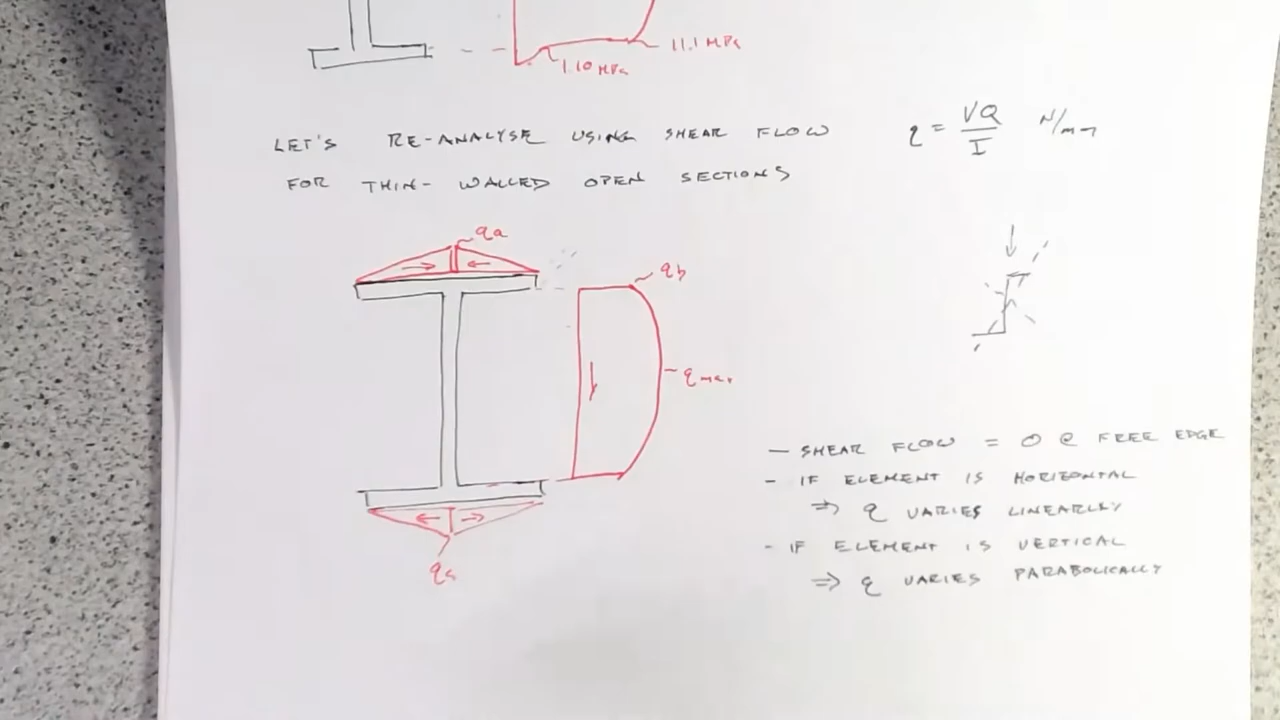 11.1 MPa
1.10 MPa
LET'S RE-ANALYSE USING SHEAR FLOW
FOR THIN-WALLED OPEN SECTIONS
q = VQ/I N/mm
qa
qb
qmax
qa
- SHEAR FLOW = 0 @ FREE EDGE
- IF ELEMENT IS HORIZONTAL
⇒ q VARIES LINEARLY
- IF ELEMENT IS VERTICAL
⇒ q VARIES PARABOLICALLY